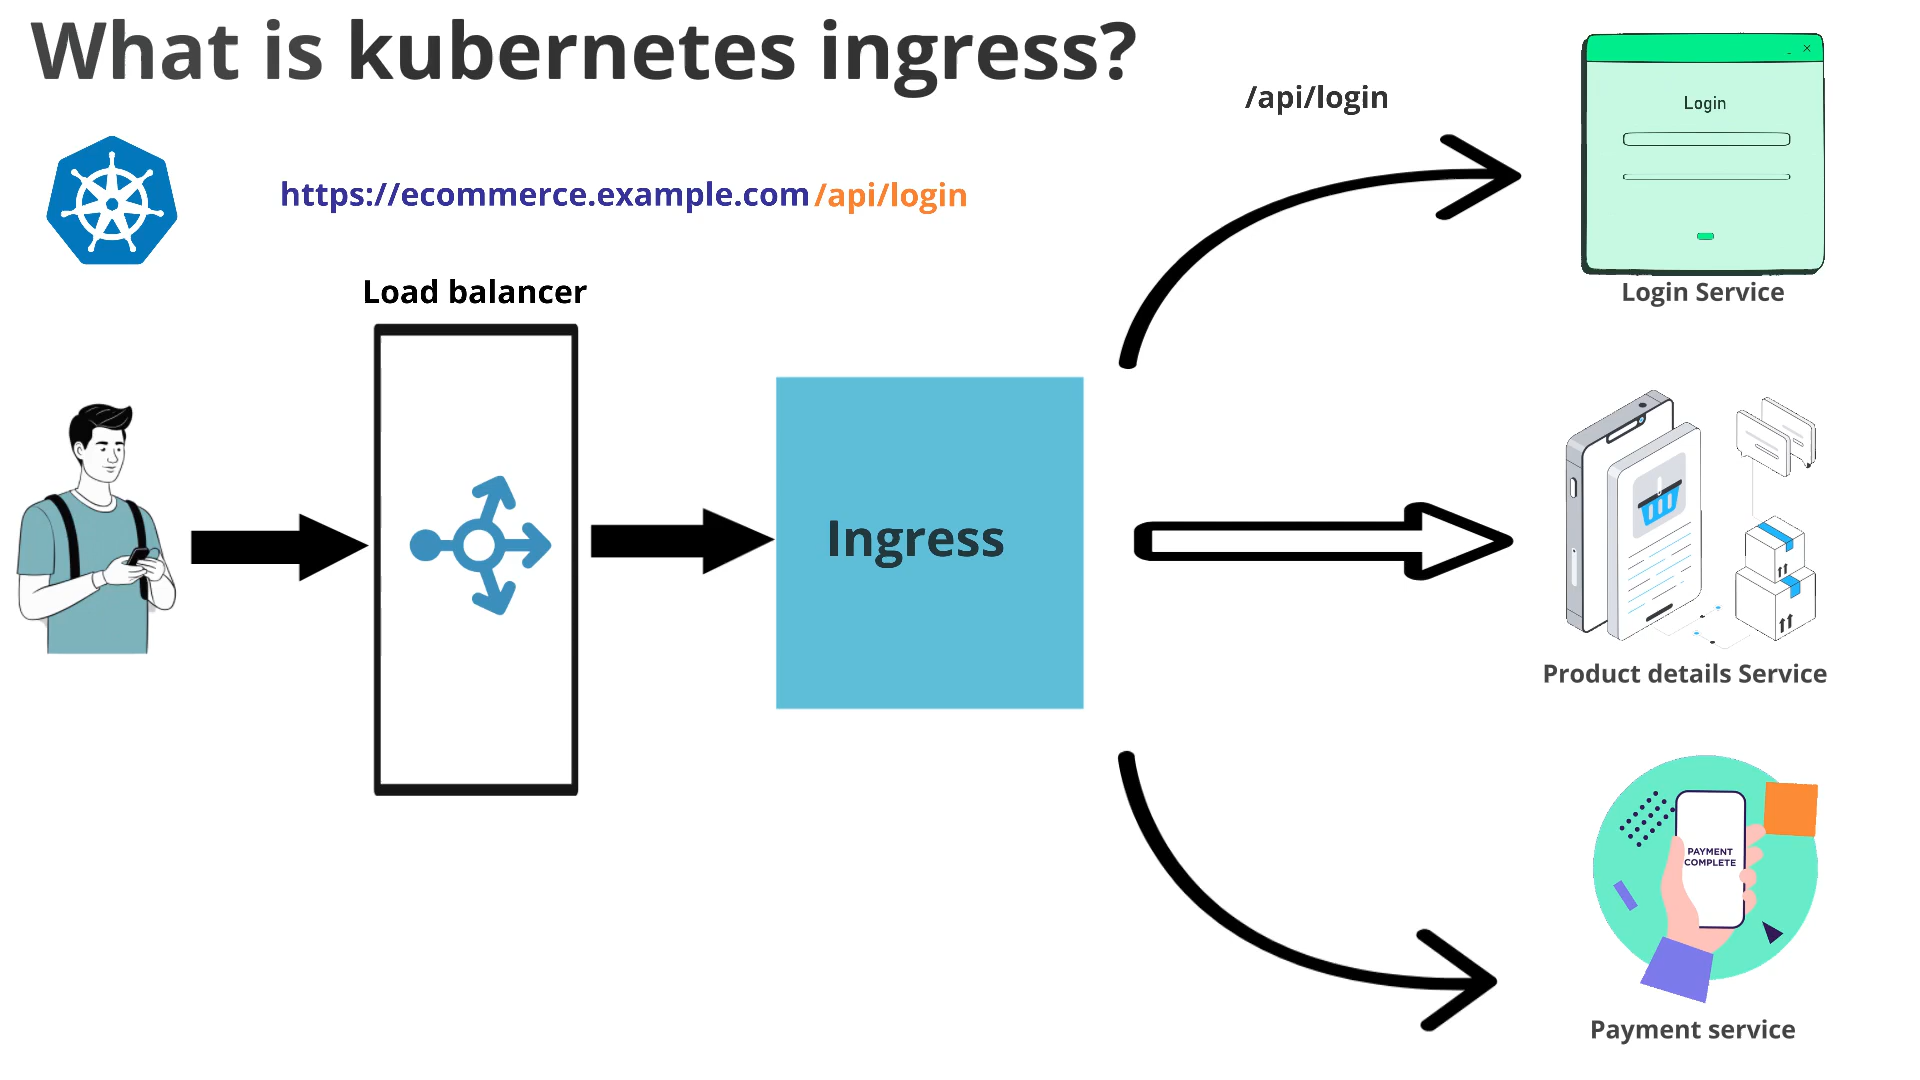 What is kubernetes ingress?
/api/login
Login
https://ecommerce.example.com/api/login
Load balancer
Login Service
Ingress
Product details Service
PAYMENT
COMPLETE
Payment service